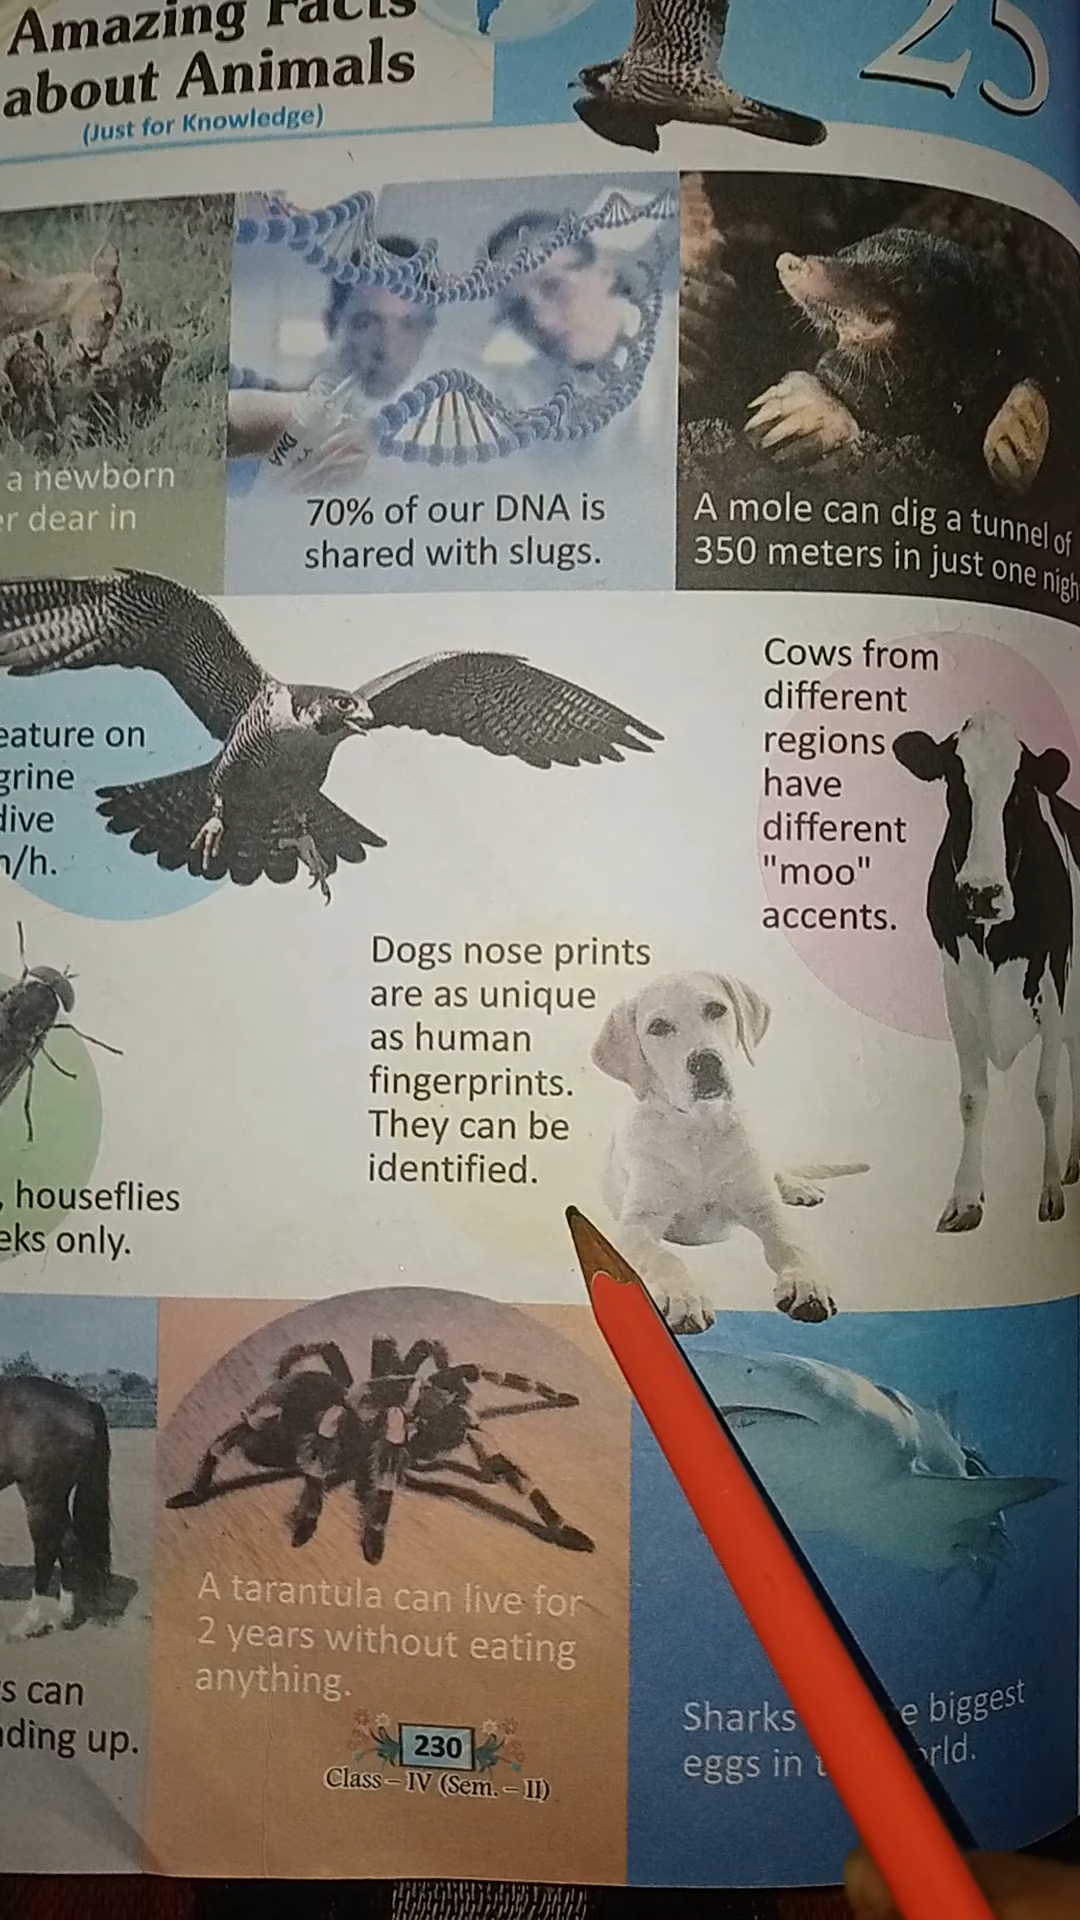 Amazing Facts
about Animals
(Just for Knowledge)
25
a newborn
dear in
70% of our DNA is
shared with slugs.
DNA
A mole can dig a tunnel of
350 meters in just one nigh
eature on
grine
dive
/h.
Cows from
different
regions
have
different
"moo"
accents.
Dogs nose prints
are as unique
as human
fingerprints.
They can be
identified.
, houseflies
eks only.
s can
ding up.
A tarantula can live for
2 years without eating
anything.
Sharks biggest
eggs in
230
Class – IV (Sem. – II)